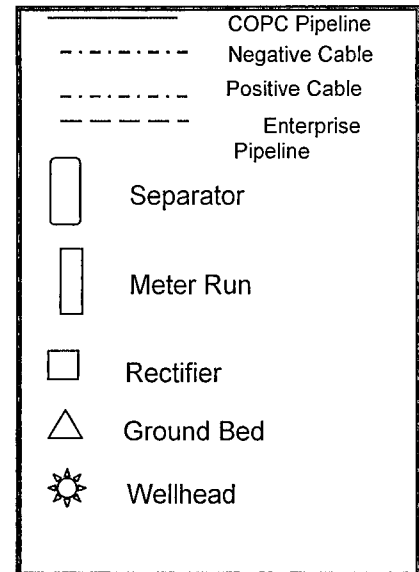 COPC Pipeline
Negative Cable
Positive Cable
Enterprise
Pipeline
Separator
Meter Run
Rectifier
Ground Bed
Wellhead